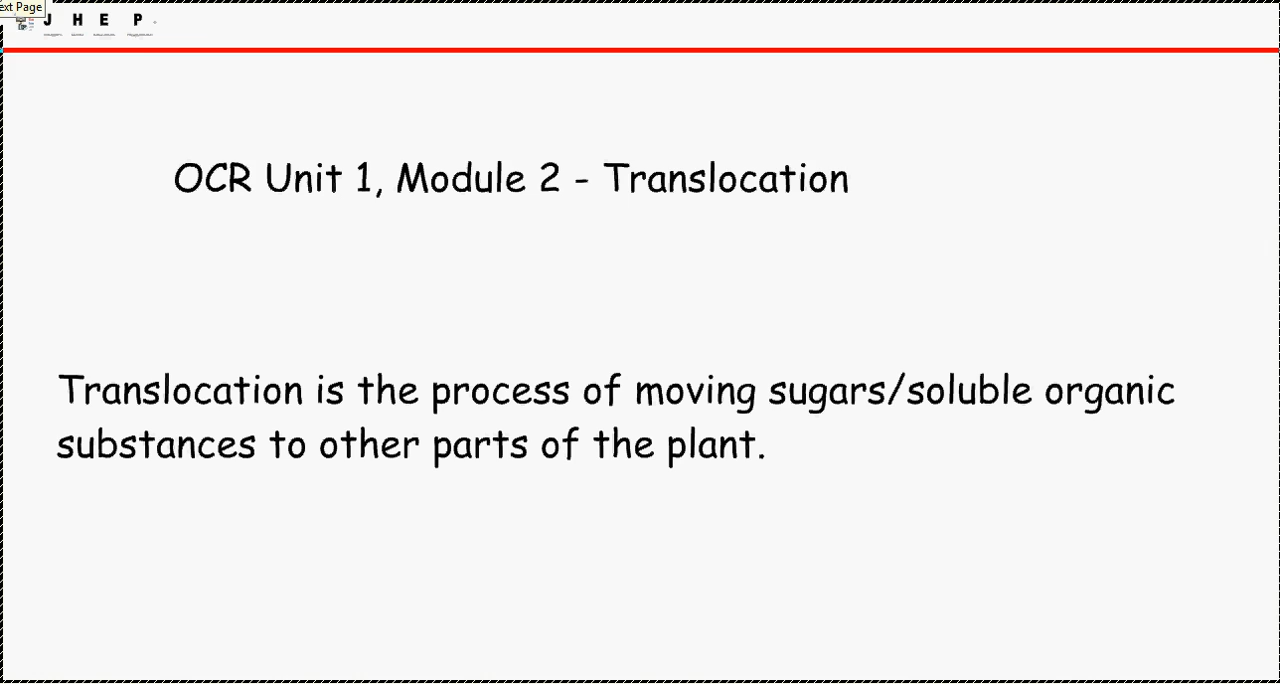 ext Page
J H E P
OCR Unit 1, Module 2 - Translocation
Translocation is the process of moving sugars/soluble organic
substances to other parts of the plant.